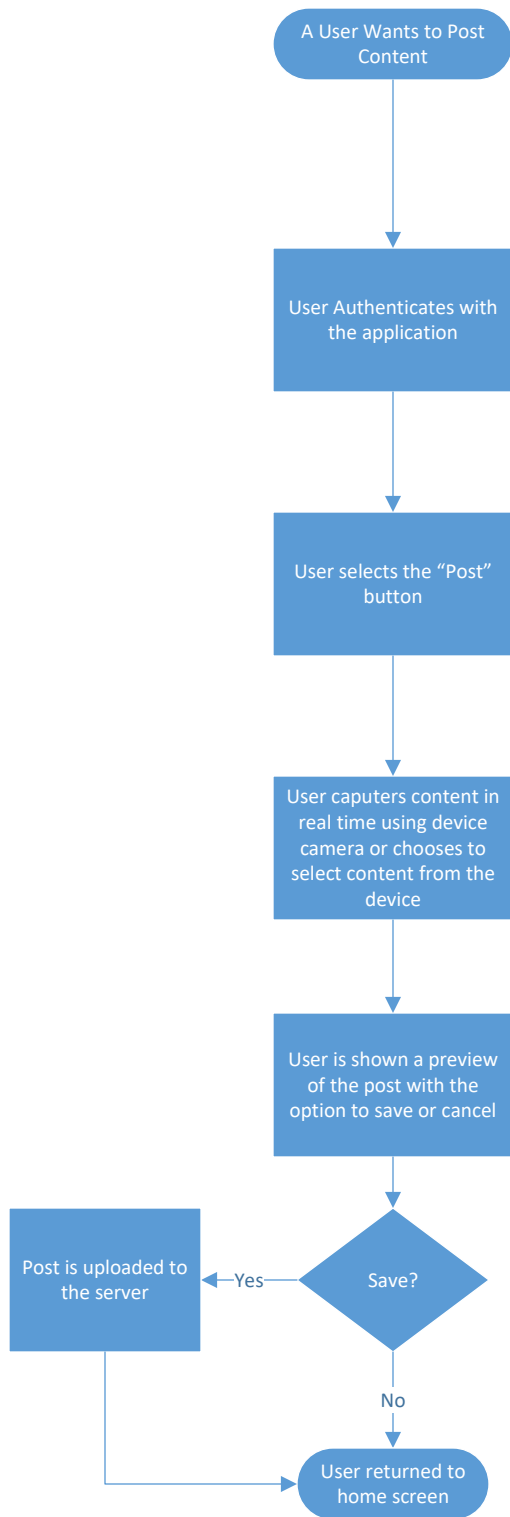 A User Wants to Post
Content
User Authenticates with
the application
User selects the “Post”
button
User caputers content in
real time using device
camera or chooses to
select content from the
device
User is shown a preview
of the post with the
option to save or cancel
Save?
Yes
Post is uploaded to
the server
No
User returned to
home screen